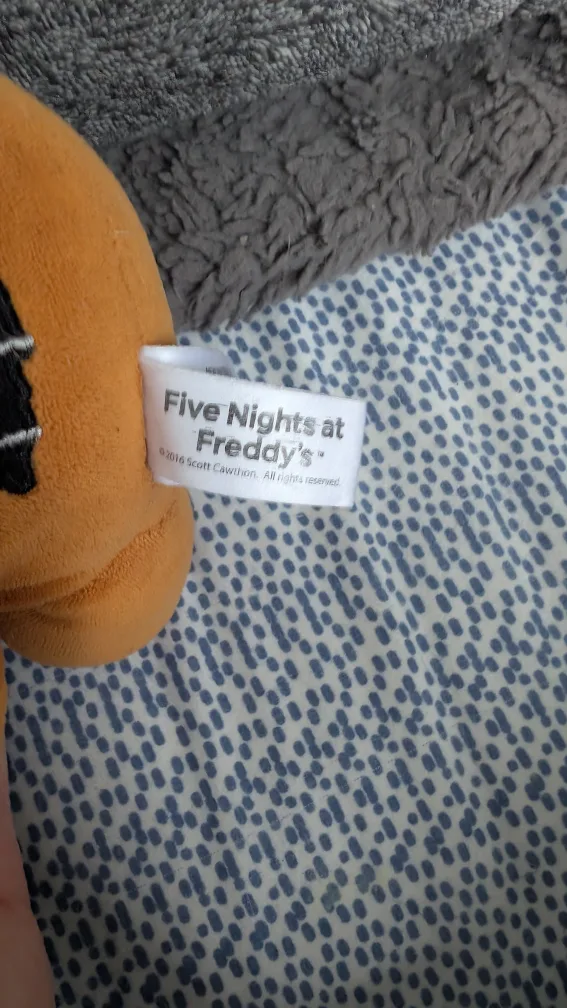 Five Nights at
Freddy's™
©2016 Scott Cawthon. All rights reserved.